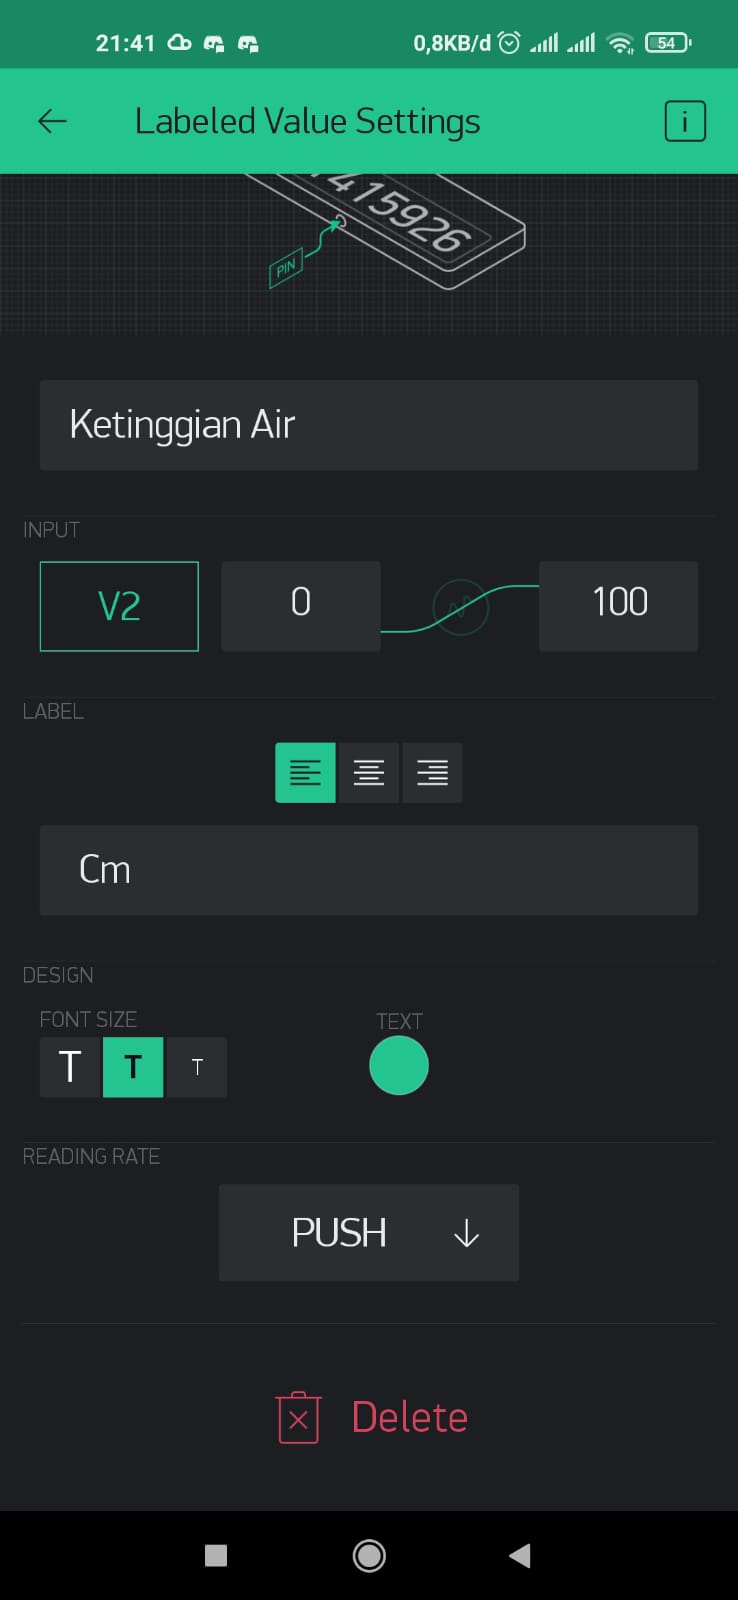 21:41 0,8KB/d 54
Labeled Value Settings
415926
PIN
Ketinggian Air
INPUT
V2 0 100
LABEL
Cm
DESIGN
FONT SIZE TEXT
T T T
READING RATE
PUSH
Delete